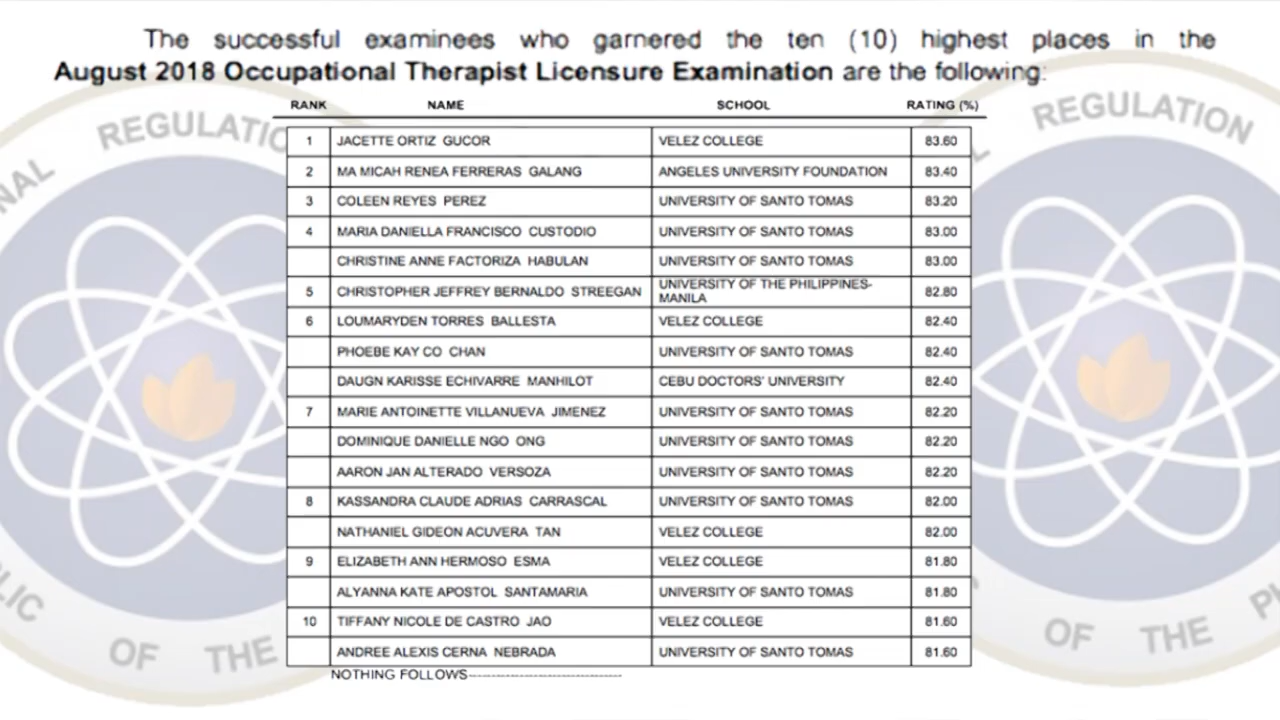 The successful examinees who garnered the ten (10) highest places in the
August 2018 Occupational Therapist Licensure Examination are the following:
RANK NAME SCHOOL RATING (%)
1 JACETTE ORTIZ GUCOR VELEZ COLLEGE 83.60
2 MA MICAH RENEA FERRERAS GALANG ANGELES UNIVERSITY FOUNDATION 83.40
3 COLEEN REYES PEREZ UNIVERSITY OF SANTO TOMAS 83.20
4 MARIA DANIELLA FRANCISCO CUSTODIO UNIVERSITY OF SANTO TOMAS 83.00
CHRISTINE ANNE FACTORIZA HABULAN UNIVERSITY OF SANTO TOMAS 83.00
5 CHRISTOPHER JEFFREY BERNALDO STREEGAN UNIVERSITY OF THE PHILIPPINES-
MANILA 82.80
6 LOUMARYDEN TORRES BALLESTA VELEZ COLLEGE 82.40
PHOEBE KAY CO CHAN UNIVERSITY OF SANTO TOMAS 82.40
DAUGN KARISSE ECHIVARRE MANHILOT CEBU DOCTORS' UNIVERSITY 82.40
7 MARIE ANTOINETTE VILLANUEVA JIMENEZ UNIVERSITY OF SANTO TOMAS 82.20
DOMINIQUE DANIELLE NGO ONG UNIVERSITY OF SANTO TOMAS 82.20
AARON JAN ALTERADO VERSOZA UNIVERSITY OF SANTO TOMAS 82.20
8 KASSANDRA CLAUDE ADRIAS CARRASCAL UNIVERSITY OF SANTO TOMAS 82.00
NATHANIEL GIDEON ACUVERA TAN VELEZ COLLEGE 82.00
9 ELIZABETH ANN HERMOSO ESMA VELEZ COLLEGE 81.80
ALYANNA KATE APOSTOL SANTAMARIA UNIVERSITY OF SANTO TOMAS 81.80
10 TIFFANY NICOLE DE CASTRO JAO VELEZ COLLEGE 81.60
ANDREE ALEXIS CERNA NEBRADA UNIVERSITY OF SANTO TOMAS 81.60
NOTHING FOLLOWS----------------------------------
REGULATION
OF THE
OF THE